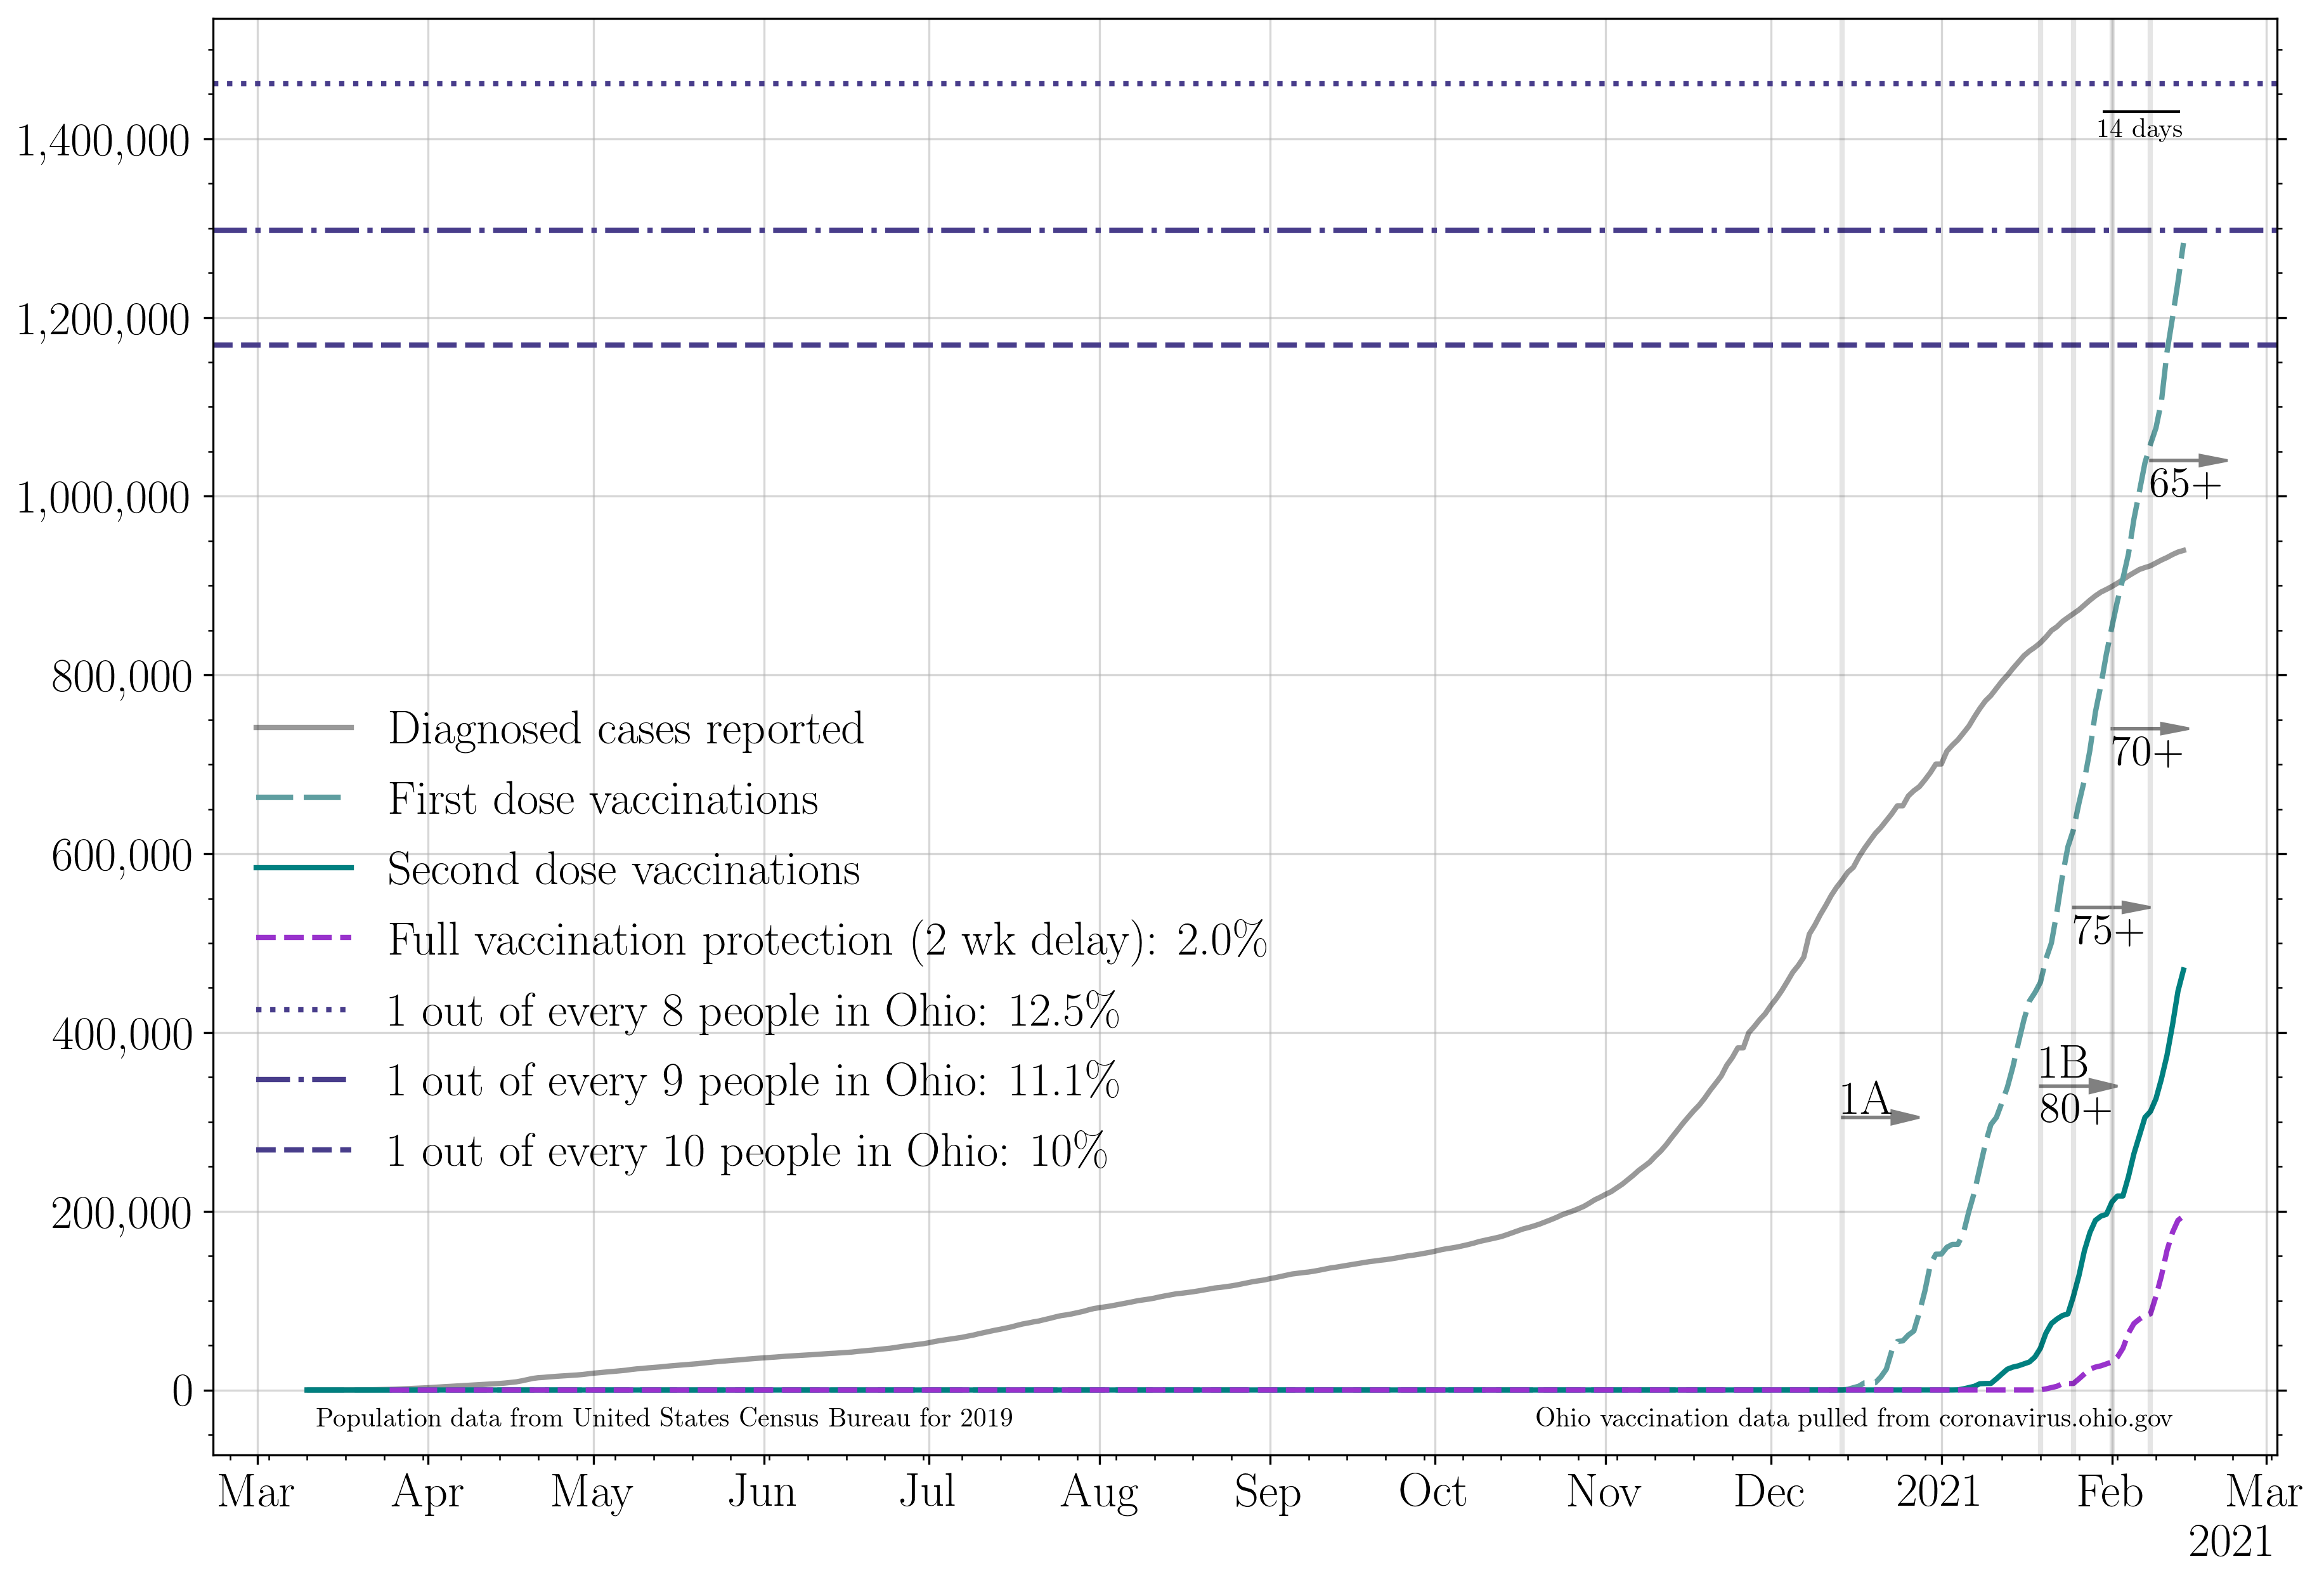 1,400,000
14 days
1,200,000
1,000,000
65+
800,000
Diagnosed cases reported
70+
First dose vaccinations
600,000
Second dose vaccinations
75+
Full vaccination protection (2 wk delay): 2.0%
1 out of every 8 people in Ohio: 12.5%
400,000
1 out of every 9 people in Ohio: 11.1%
1A
1B
80+
1 out of every 10 people in Ohio: 10%
200,000
0
Population data from United States Census Bureau for 2019
Ohio vaccination data pulled from coronavirus.ohio.gov
Mar Apr May Jun Jul Aug Sep Oct Nov Dec 2021 Feb Mar
2021